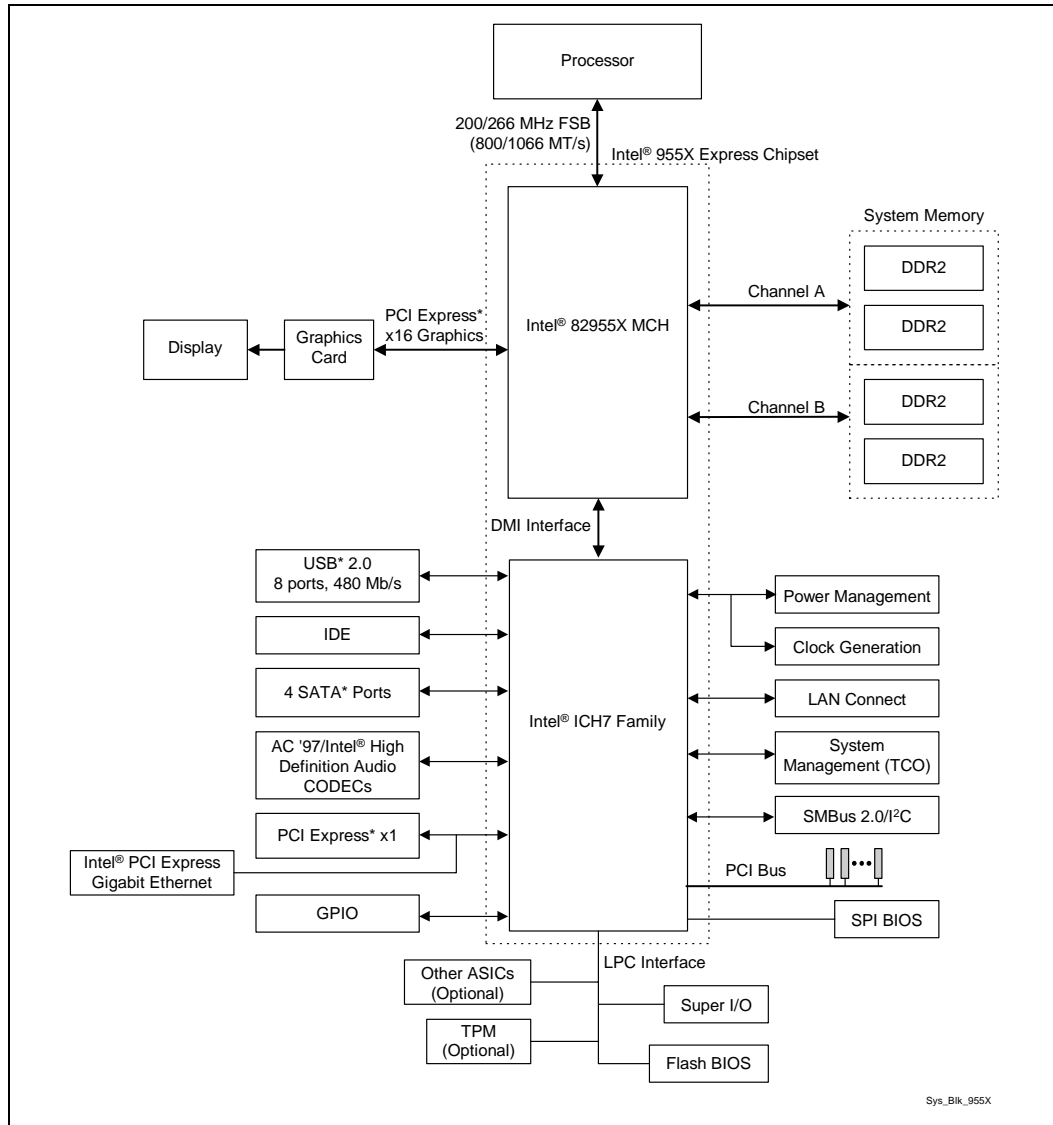 Processor
200/266 MHz FSB
(800/1066 MT/s)
Intel® 955X Express Chipset
System Memory
DDR2
Channel A
DDR2
Intel® 82955X MCH
PCI Express*
x16 Graphics
Display
Graphics
Card
Channel B
DDR2
DDR2
DMI Interface
USB* 2.0
8 ports, 480 Mb/s
Power Management
IDE
Clock Generation
4 SATA* Ports
LAN Connect
Intel® ICH7 Family
AC '97/Intel® High
Definition Audio
CODECs
System
Management (TCO)
SMBus 2.0/I²C
PCI Express* x1
Intel® PCI Express
Gigabit Ethernet
PCI Bus
GPIO
SPI BIOS
LPC Interface
Other ASICs
(Optional)
Super I/O
TPM
(Optional)
Flash BIOS
Sys_Blk_955X